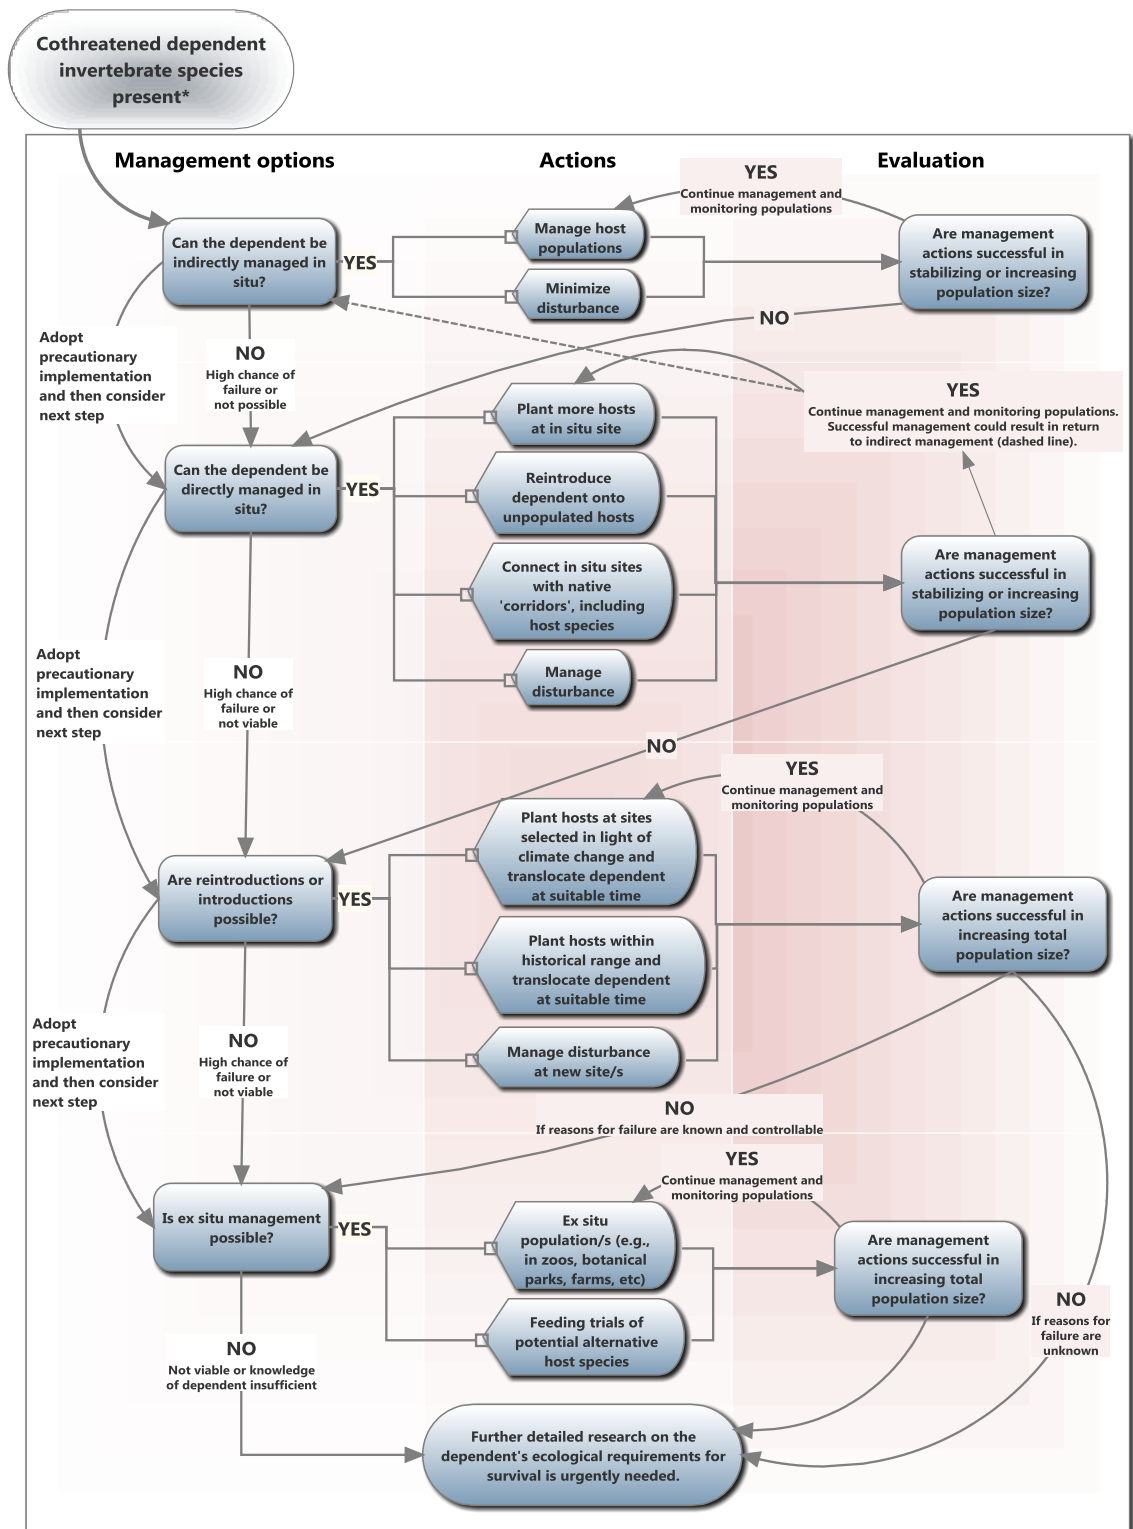 Cothreatened dependent
invertebrate species
present*
Management options
Actions
Evaluation
Can the dependent be
indirectly managed in
situ?
YES
Manage host
populations
Minimize
disturbance
YES
Continue management and
monitoring populations
Are management
actions successful in
stabilizing or increasing
population size?
NO
Adopt
precautionary
implementation
and then consider
next step
NO
High chance of
failure or
not possible
Can the dependent be
directly managed in
situ?
YES
Plant more hosts
at in situ site
Reintroduce
dependent onto
unpopulated hosts
Connect in situ sites
with native
'corridors', including
host species
Manage
disturbance
YES
Continue management and monitoring populations.
Successful management could result in return
to indirect management (dashed line).
Are management
actions successful in
stabilizing or increasing
population size?
NO
Adopt
precautionary
implementation
and then consider
next step
NO
High chance of
failure or
not viable
Are reintroductions or
introductions
possible?
YES
Plant hosts at sites
selected in light of
climate change and
translocate dependent
at suitable time
Plant hosts within
historical range and
translocate dependent
at suitable time
Manage disturbance
at new site/s
YES
Continue management and
monitoring populations
Are management
actions successful in
increasing total
population size?
NO
If reasons for failure are known and controllable
Adopt
precautionary
implementation
and then consider
next step
NO
High chance of
failure or
not viable
Is ex situ management
possible?
YES
Ex situ
population/s (e.g.,
in zoos, botanical
parks, farms, etc)
Feeding trials of
potential alternative
host species
YES
Continue management and
monitoring populations
Are management
actions successful in
increasing total
population size?
NO
If reasons for
failure are
unknown
NO
Not viable or knowledge
of dependent insufficient
Further detailed research on the
dependent's ecological requirements for
survival is urgently needed.